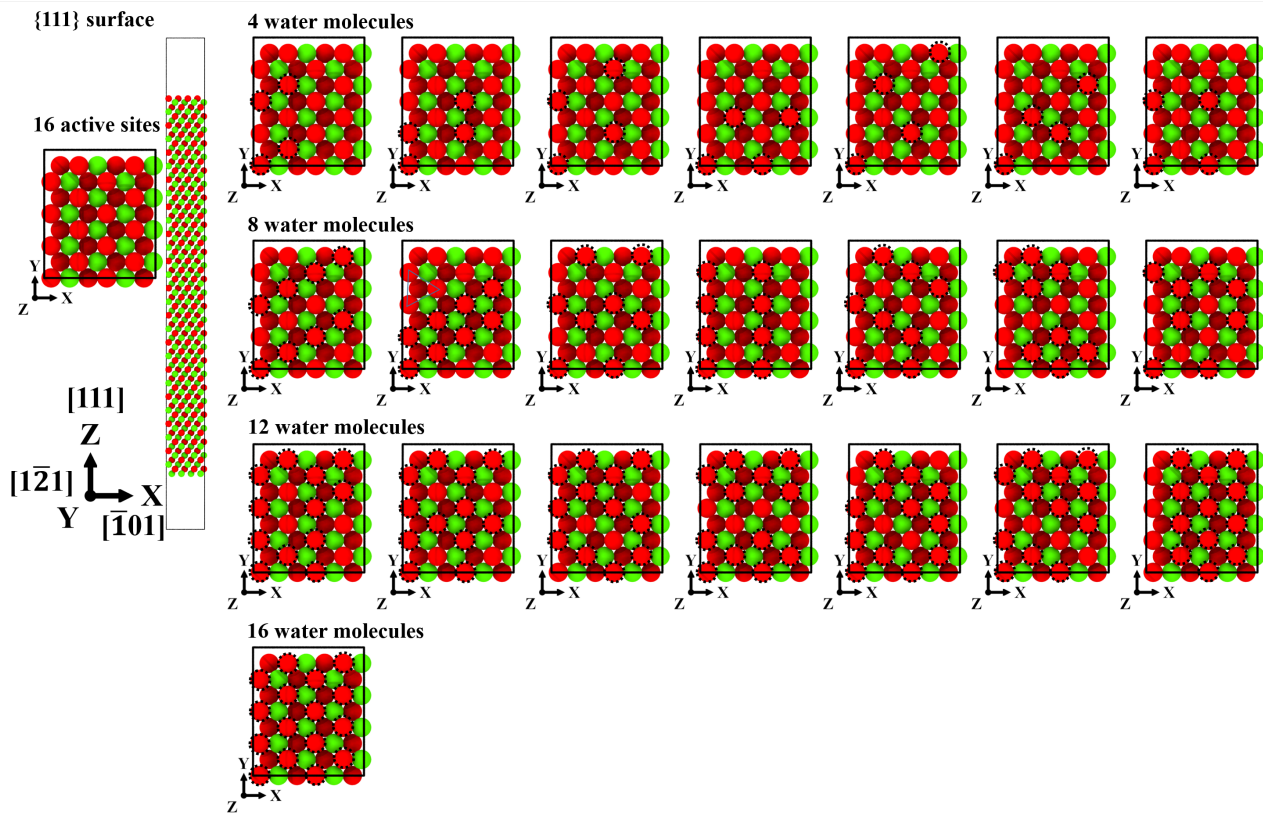 {111} surface
4 water molecules
16 active sites
Y
Z
X
Y
Z
X
Y
Z
X
Y
Z
X
Y
Z
X
Y
Z
X
Y
Z
X
8 water molecules
Y
Z
X
Y
Z
X
Y
Z
X
Y
Z
X
Y
Z
X
Y
Z
X
Y
Z
X
Y
Z
X
[111]
Z
[12̅1]
X
Y
[1̅01]
12 water molecules
Y
Z
X
Y
Z
X
Y
Z
X
Y
Z
X
Y
Z
X
Y
Z
X
Y
Z
X
16 water molecules
Y
Z
X